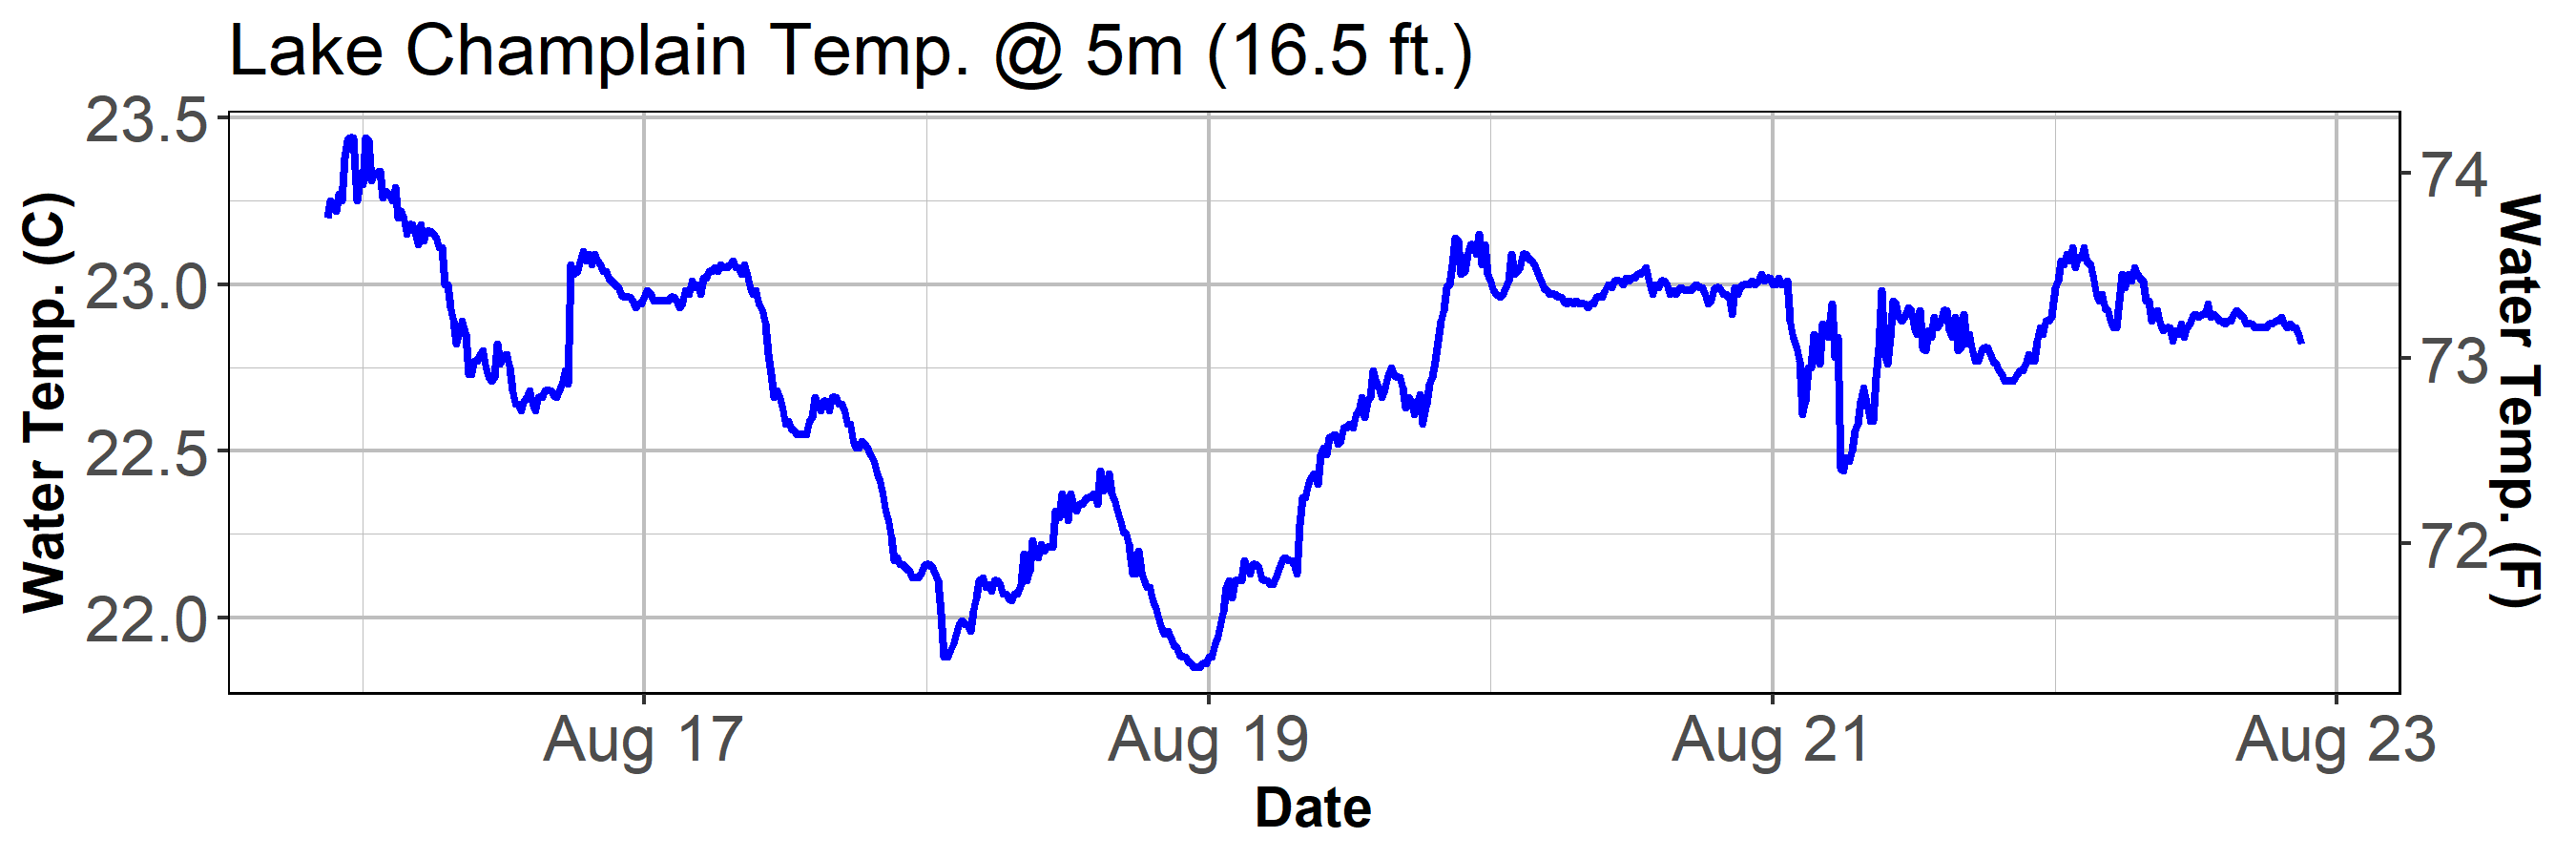 Lake Champlain Temp. @ 5m (16.5 ft.)
Water Temp. (C)
23.5
23.0
22.5
22.0
74
73
72
Water Temp. (F)
Aug 17
Aug 19
Aug 21
Aug 23
Date